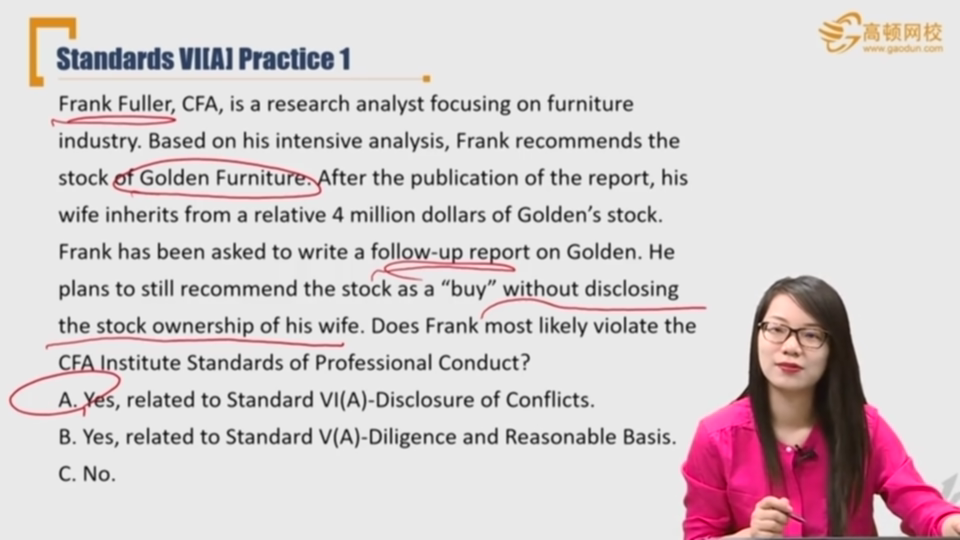 高顿网校
www.gaodun.com
Standards VI[A] Practice 1
Frank Fuller, CFA, is a research analyst focusing on furniture
industry. Based on his intensive analysis, Frank recommends the
stock of Golden Furniture. After the publication of the report, his
wife inherits from a relative 4 million dollars of Golden’s stock.
Frank has been asked to write a follow-up report on Golden. He
plans to still recommend the stock as a “buy” without disclosing
the stock ownership of his wife. Does Frank most likely violate the
CFA Institute Standards of Professional Conduct?
A. Yes, related to Standard VI(A)-Disclosure of Conflicts.
B. Yes, related to Standard V(A)-Diligence and Reasonable Basis.
C. No.